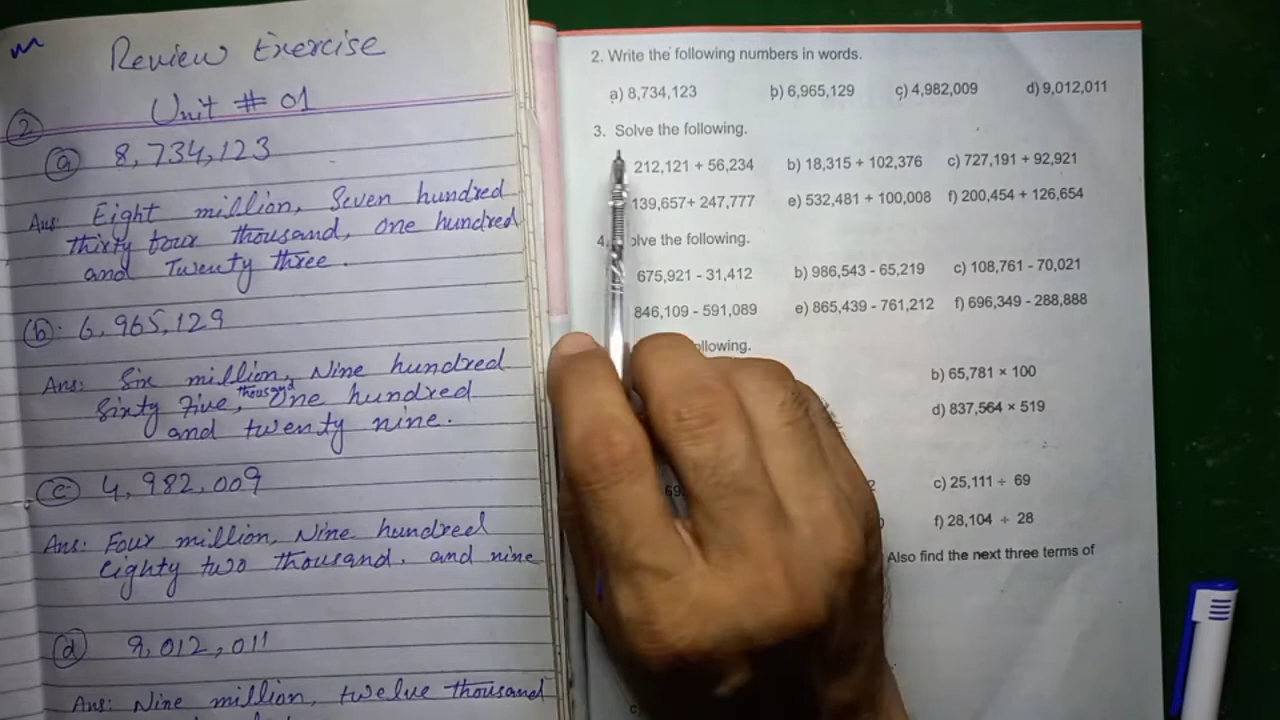 Review Exercise
Unit # 01
2
a 8,734,123
Ans: Eight million, Seven hundred
thirty four thousand, one hundred
and Twenty three.
b. 6,965,129
Ans: Six million, Nine hundred
Sixty Five, thousand One hundred
and twenty nine.
c 4,982,009
Ans: Four million, Nine hundred
eighty two thousand. and nine
d 9,012,011
Ans: Nine million, twelve thousand
2. Write the following numbers in words.
a) 8,734,123 b) 6,965,129 c) 4,982,009 d) 9,012,011
3. Solve the following.
212,121 + 56,234 b) 18,315 + 102,376 c) 727,191 + 92,921
139,657+ 247,777 e) 532,481 + 100,008 f) 200,454 + 126,654
4. olve the following.
675,921 - 31,412 b) 986,543 - 65,219 c) 108,761 - 70,021
846,109 - 591,089 e) 865,439 - 761,212 f) 696,349 - 288,888
llowing.
b) 65,781 × 100
d) 837,564 × 519
69 2 c) 25,111 ÷ 69
f) 28,104 ÷ 28
Also find the next three terms of